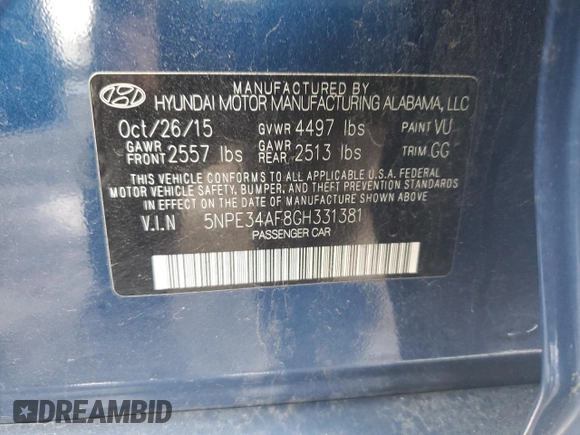 MANUFACTURED BY
HYUNDAI MOTOR MANUFACTURING ALABAMA, LLC
Oct/26/15 GVWR 4497 lbs PAINT VU
GAWR FRONT 2557 lbs GAWR REAR 2513 lbs TRIM GG
THIS VEHICLE CONFORMS TO ALL APPLICABLE U.S.A. FEDERAL
MOTOR VEHICLE SAFETY, BUMPER, AND THEFT PREVENTION STANDARDS
IN EFFECT ON THE DATE OF MANUFACTURE SHOWN ABOVE
V.I.N 5NPE34AF8GH331381
PASSENGER CAR
DREAMBID